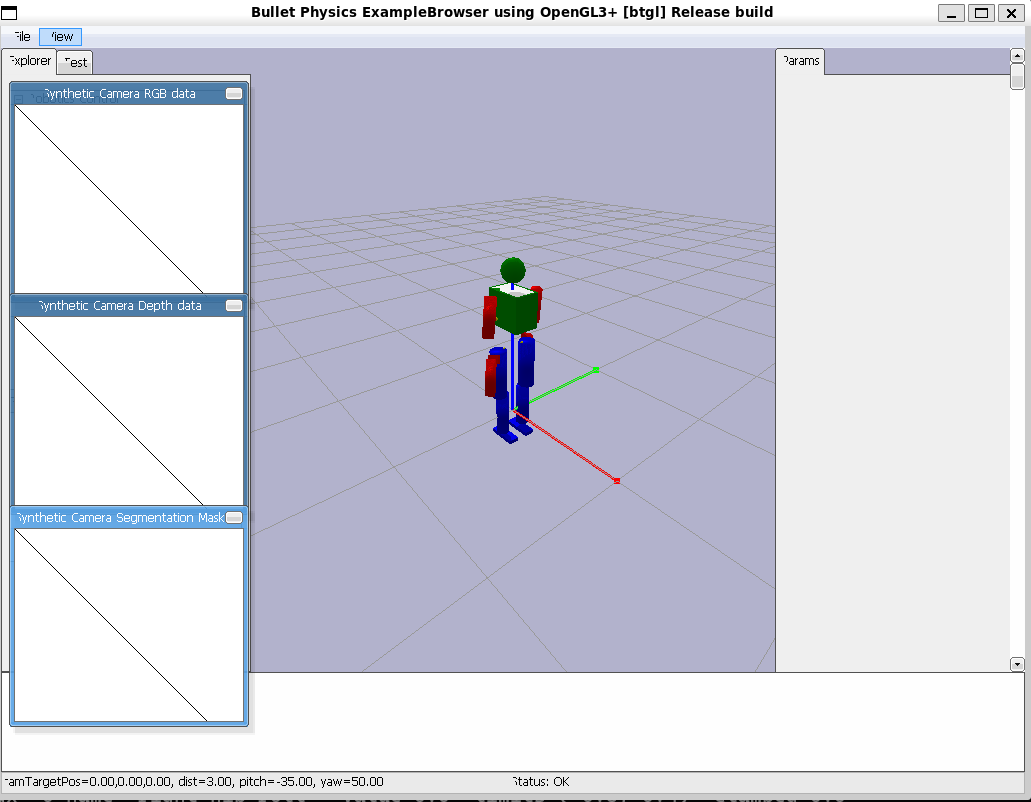 Bullet Physics ExampleBrowser using OpenGL3+ [btgl] Release build
File View
Explorer Test
Params
Synthetic Camera RGB data
Synthetic Camera Depth data
Synthetic Camera Segmentation Mask
camTargetPos=0.00,0.00,0.00, dist=3.00, pitch=-35.00, yaw=50.00
Status: OK